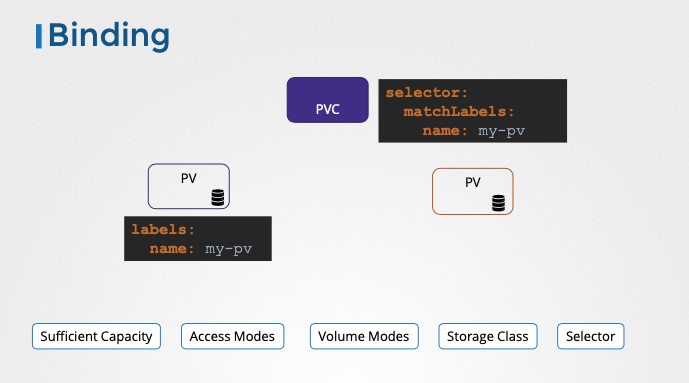 Binding
PVC
selector:
  matchLabels:
    name: my-pv
PV
PV
labels:
  name: my-pv
Sufficient Capacity
Access Modes
Volume Modes
Storage Class
Selector